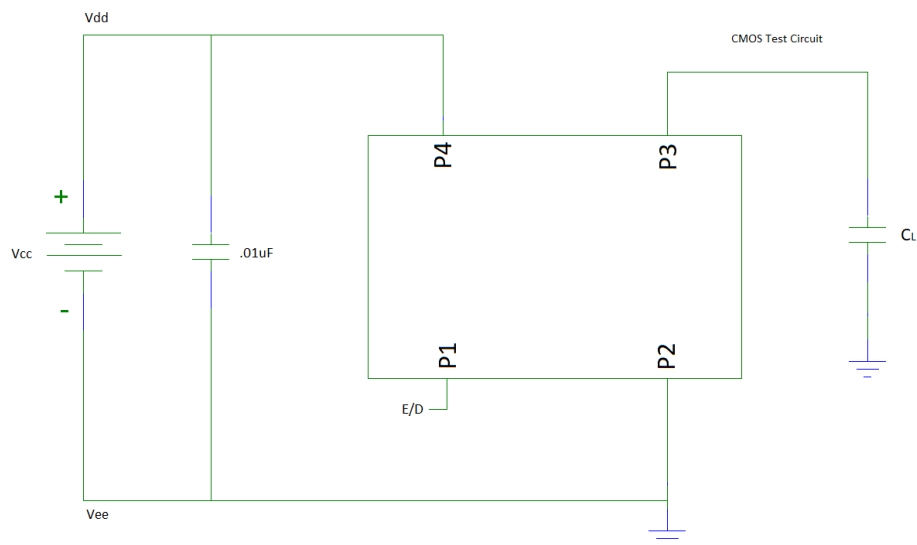 Vdd
CMOS Test Circuit
P4
P3
+
Vcc
.01uF
CL
-
P1
P2
E/D
Vee